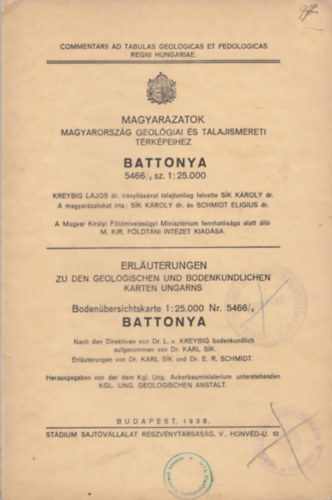 COMMENTARII AD TABULAS GEOLOGICAS ET PEDOLOGICAS
REGNI HUNGARIAE.
MAGYARÁZATOK
MAGYARORSZÁG GEOLÓGIAI ÉS TALAJISMERETI
TÉRKÉPEIHEZ
BATTONYA
5466/3 sz. 1:25.000
KREYBIG LAJOS dr. irányításával talajtanilag felvette SÍK KÁROLY dr.
A magyarázatokat írta: SÍK KÁROLY dr. és SCHMIDT ELIGIUS dr.
A Magyar Királyi Földmívelésügyi Minisztérium fennhatósága alatt álló
M. KIR. FÖLDTANI INTÉZET KIADÁSA.
ERLÄUTERUNGEN
ZU DEN GEOLOGISCHEN UND BODENKUNDLICHEN
KARTEN UNGARNS
Bodenübersichtskarte 1:25.000 Nr. 5466/3
BATTONYA
Nach den Direktiven von Dr. L. v. KREYBIG bodenkundlich
aufgenommen von Dr. KARL SÍK.
Erläuterungen von Dr. KARL SÍK und Dr. E. R. SCHMIDT.
Herausgegeben von der dem Kgl. Ung. Ackerbauministerium unterstehenden
KGL. UNG. GEOLOGISCHEN ANSTALT.
BUDAPEST, 1938.
STÁDIUM SAJTÓVÁLLALAT RÉSZVÉNYTÁRSASÁG, V., HONVÉD-U. 10